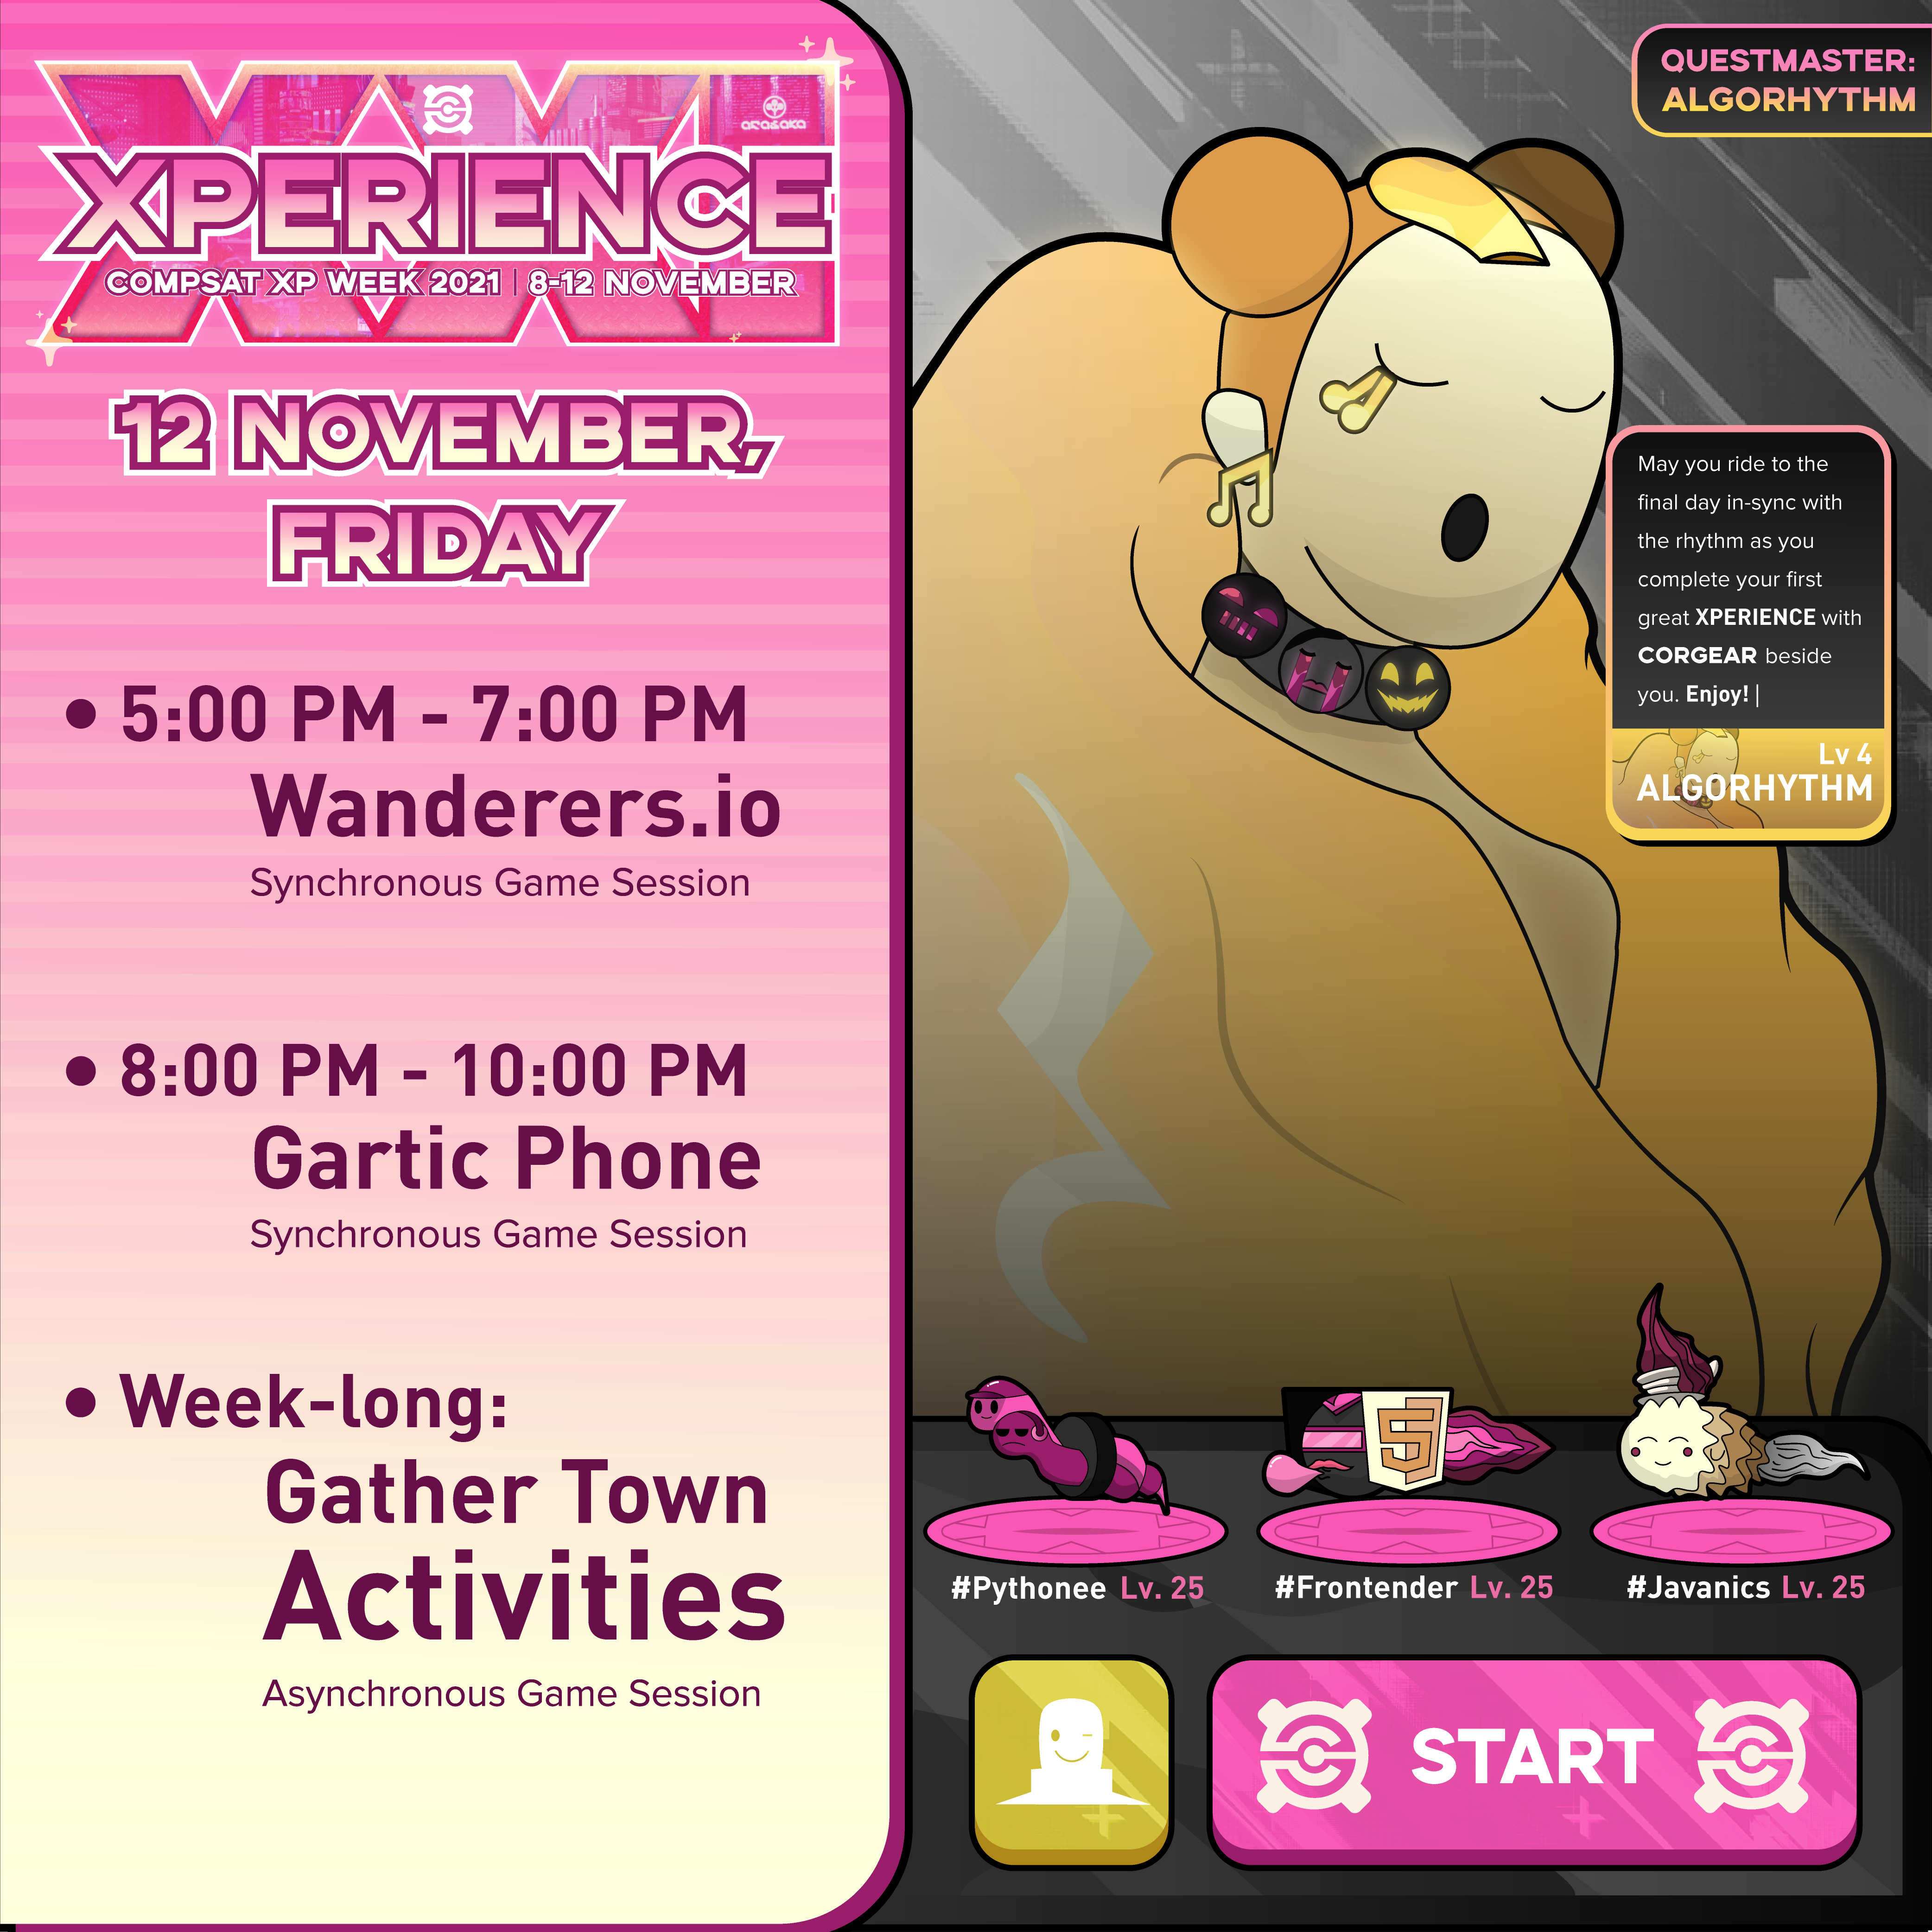 XXI
arasaka
XPERIENCE
COMPSAT XP WEEK 2021 | 8-12 NOVEMBER
12 NOVEMBER,
FRIDAY
• 5:00 PM - 7:00 PM
Wanderers.io
Synchronous Game Session
• 8:00 PM - 10:00 PM
Gartic Phone
Synchronous Game Session
• Week-long:
Gather Town
Activities
Asynchronous Game Session
QUESTMASTER:
ALGORHYTHM
May you ride to the
final day in-sync with
the rhythm as you
complete your first
great XPERIENCE with
CORGEAR beside
you. Enjoy! |
Lv 4
ALGORHYTHM
5
#Pythonee Lv. 25
#Frontender Lv. 25
#Javanics Lv. 25
START